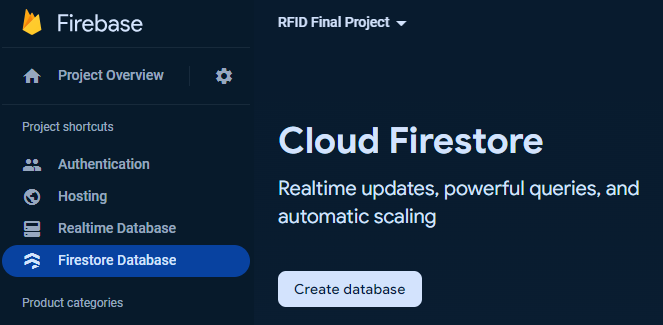 Firebase
RFID Final Project
Project Overview
Project shortcuts
Authentication
Hosting
Realtime Database
Firestore Database
Product categories
Cloud Firestore
Realtime updates, powerful queries, and
automatic scaling
Create database